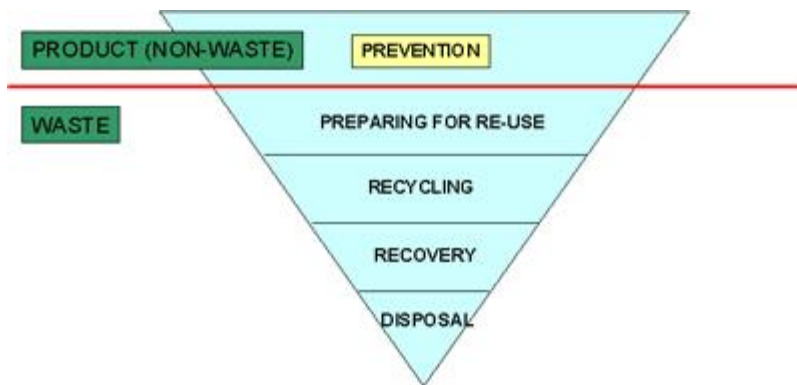 PRODUCT (NON-WASTE)
PREVENTION
WASTE
PREPARING FOR RE-USE
RECYCLING
RECOVERY
DISPOSAL